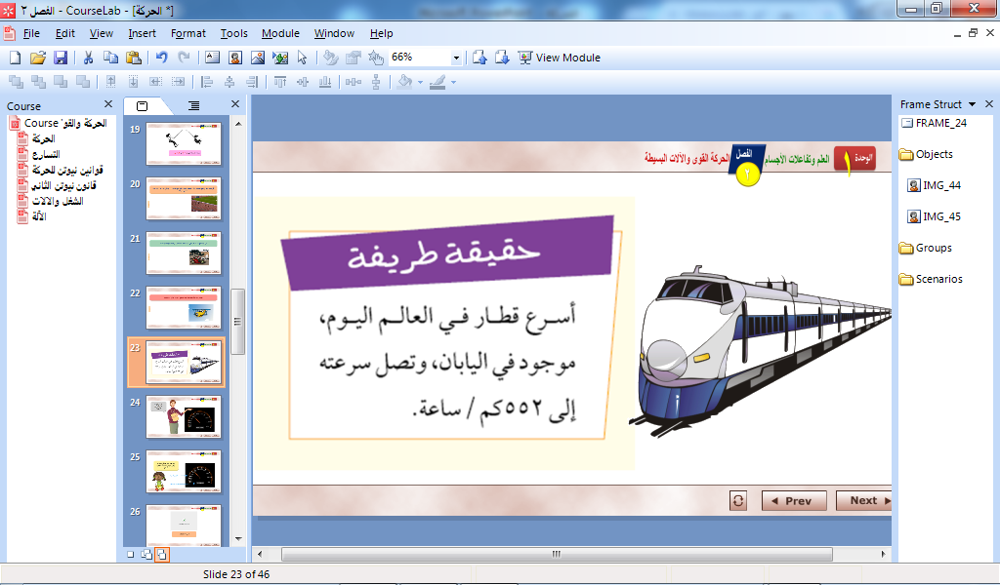 الفصل ٢ - CourseLab - [الحركة *]
File Edit View Insert Format Tools Module Window Help
66% View Module
Course
Course 'الحركة والقو
الحركة
التسارع
قوانين نيوتن للحركة
قانون نيوتن الثاني
الشغل والآلات
الآلة
19
20
21
22
23
24
25
26
الوحدة ١ العلم وتفاعلات الأجسام الفصل ٢ الحركة القوى والآلات البسيطة
حقيقة طريفة
أسرع قطار في العالم اليوم،
موجود في اليابان، وتصل سرعته
إلى ٥٥٢كم / ساعة.
Prev Next
Frame Struct
FRAME_24
Objects
IMG_44
IMG_45
Groups
Scenarios
Slide 23 of 46